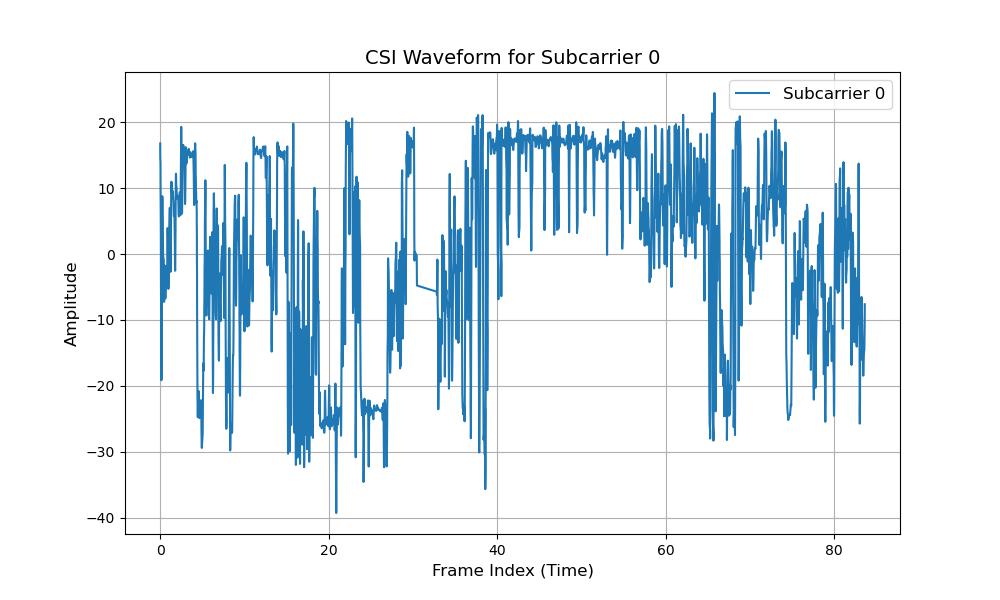 CSI Waveform for Subcarrier 0
Subcarrier 0
Amplitude
20
10
0
−10
−20
−30
−40
0 20 40 60 80
Frame Index (Time)